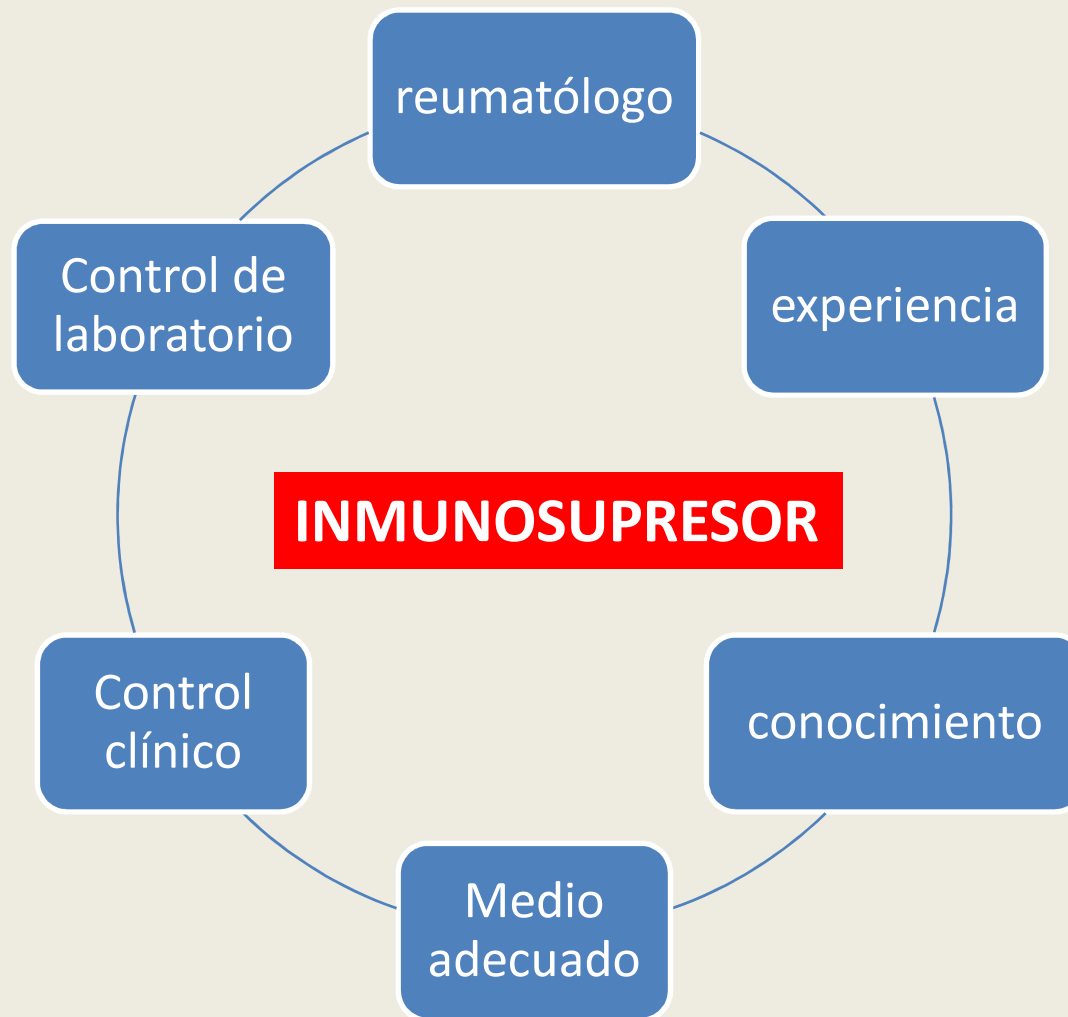 reumatólogo
experiencia
conocimiento
Medio
adecuado
Control
clínico
Control de
laboratorio
INMUNOSUPRESOR